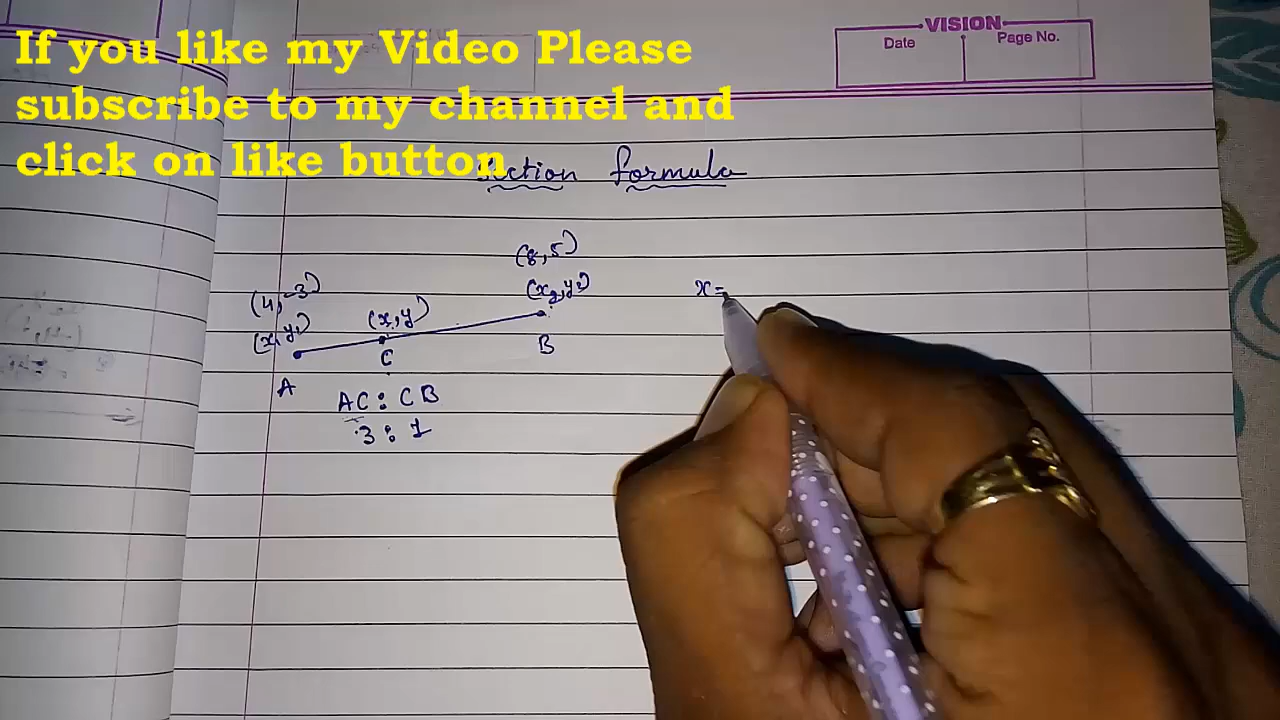 If you like my Video Please
subscribe to my channel and
click on like button
VISION
Date
Page No.
Section formula
(8,5)
(4,-3)
(x₂,y₂)
x=
(x,y)
(x₁,y₁)
C
B
A
AC : CB
3 : 1